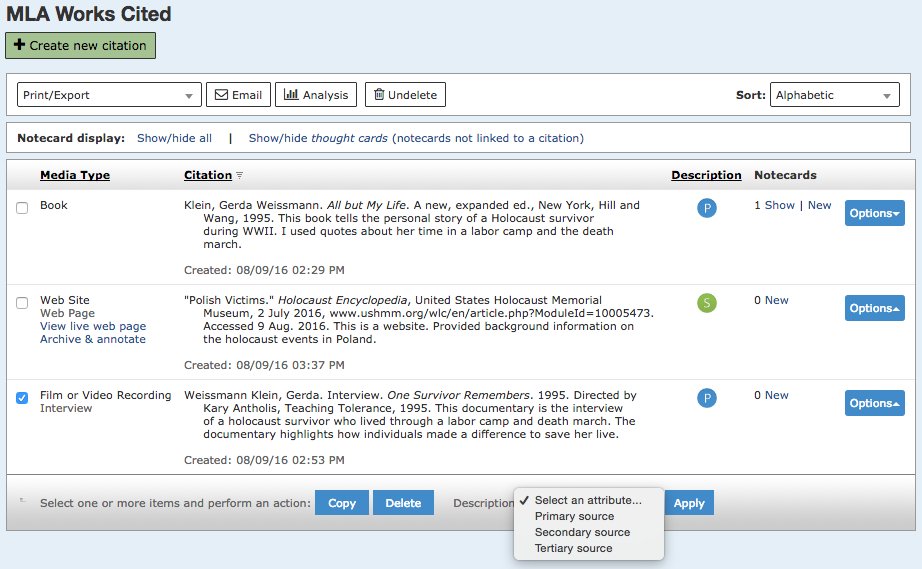 MLA Works Cited
Create new citation
Print/Export Email Analysis Undelete Sort: Alphabetic
Notecard display: Show/hide all | Show/hide thought cards (notecards not linked to a citation)
Media Type Citation Description Notecards
Book
Klein, Gerda Weissmann. All but My Life. A new, expanded ed., New York, Hill and
Wang, 1995. This book tells the personal story of a Holocaust survivor
during WWII. I used quotes about her time in a labor camp and the death
march.
Created: 08/09/16 02:29 PM
P
1 Show | New
Options
Web Site
Web Page
View live web page
Archive & annotate
"Polish Victims." Holocaust Encyclopedia, United States Holocaust Memorial
Museum, 2 July 2016, www.ushmm.org/wlc/en/article.php?ModuleId=10005473.
Accessed 9 Aug. 2016. This is a website. Provided background information on
the holocaust events in Poland.
Created: 08/09/16 03:37 PM
S
0 New
Options
Film or Video Recording
Interview
Weissmann Klein, Gerda. Interview. One Survivor Remembers. 1995. Directed by
Kary Antholis, Teaching Tolerance, 1995. This documentary is the interview
of a holocaust survivor who lived through a labor camp and death march. The
documentary highlights how individuals made a difference to save her live.
Created: 08/09/16 02:53 PM
P
0 New
Options
Select one or more items and perform an action: Copy Delete Description
Select an attribute...
Primary source
Secondary source
Tertiary source
Apply